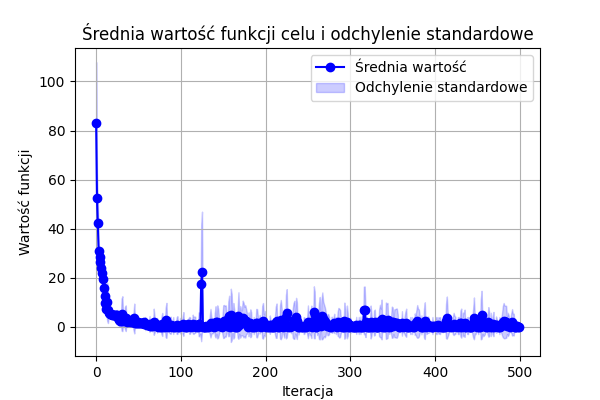 Średnia wartość funkcji celu i odchylenie standardowe
Średnia wartość
Odchylenie standardowe
Wartość funkcji
100
80
60
40
20
0
0 100 200 300 400 500
Iteracja